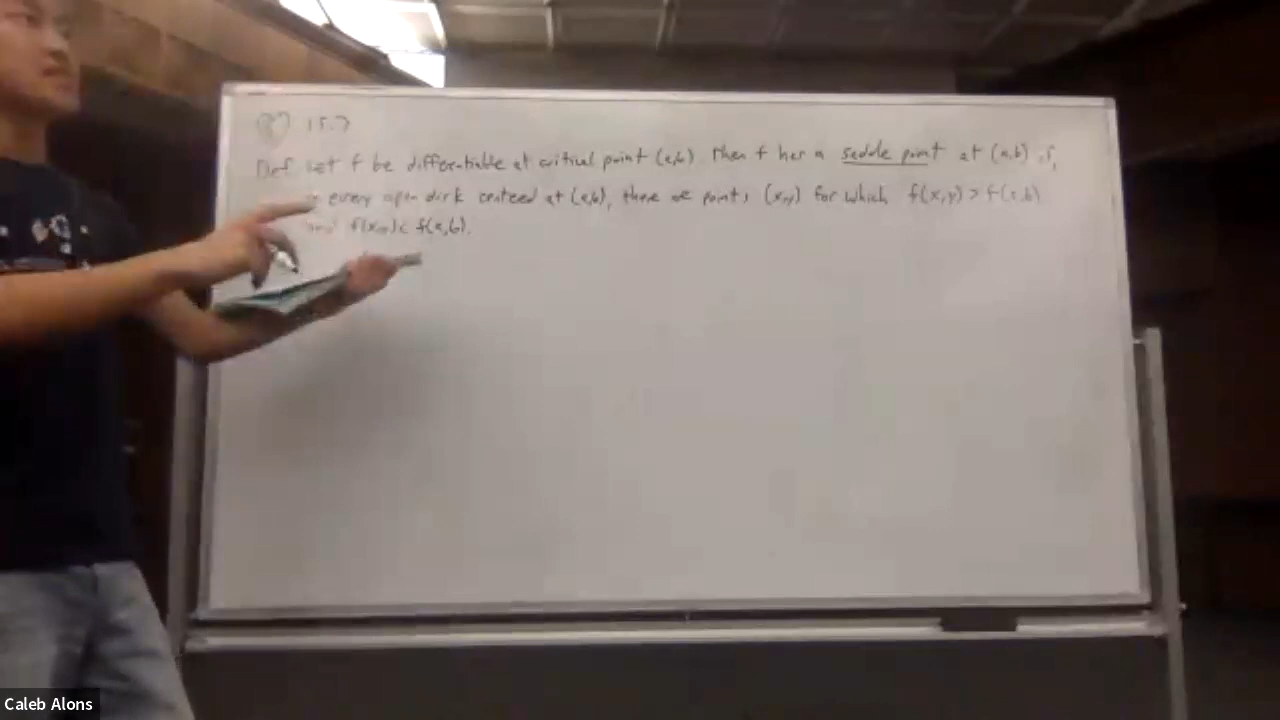 15.7
Def Let f be differentiable at critical point (a,b). Then f has a saddle point at (a,b) if,
every open disk centered at (a,b), there are points (x,y) for which f(x,y) > f(a,b)
and f(x,y) < f(a,b).
Caleb Alons